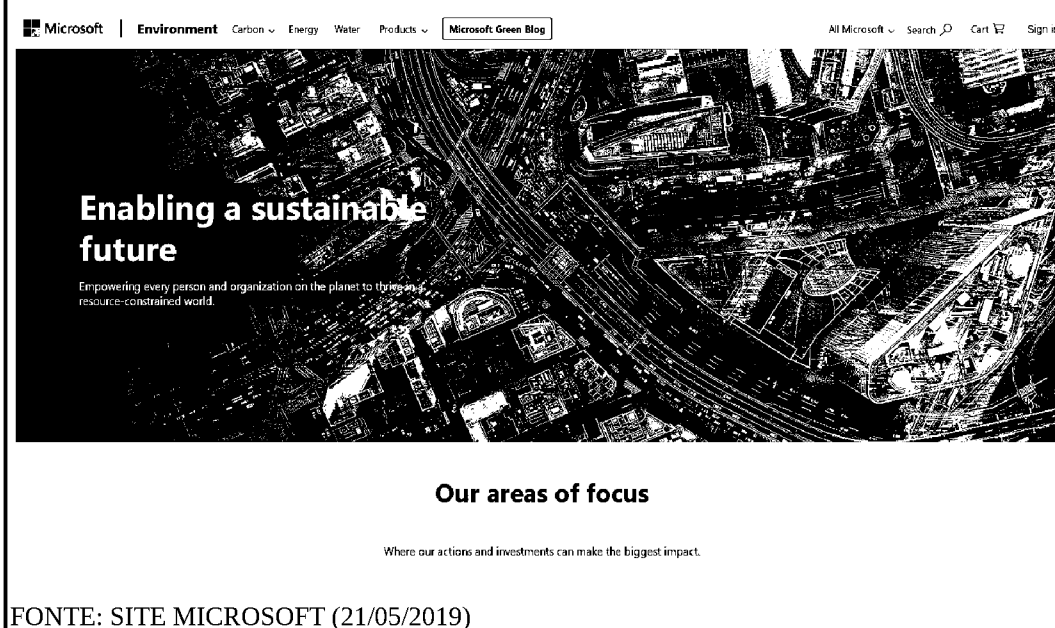 Microsoft | Environment Carbon Energy Water Products Microsoft Green Blog All Microsoft Search Cart Sign in
Enabling a sustainable
future
Empowering every person and organization on the planet to thrive in a
resource-constrained world.
Our areas of focus
Where our actions and investments can make the biggest impact.
FONTE: SITE MICROSOFT (21/05/2019)